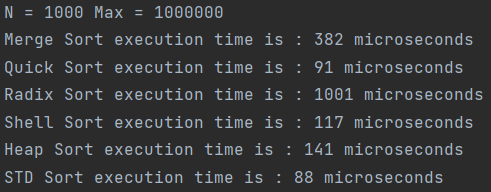 N = 1000 Max = 1000000
Merge Sort execution time is : 382 microseconds
Quick Sort execution time is : 91 microseconds
Radix Sort execution time is : 1001 microseconds
Shell Sort execution time is : 117 microseconds
Heap Sort execution time is : 141 microseconds
STD Sort execution time is : 88 microseconds